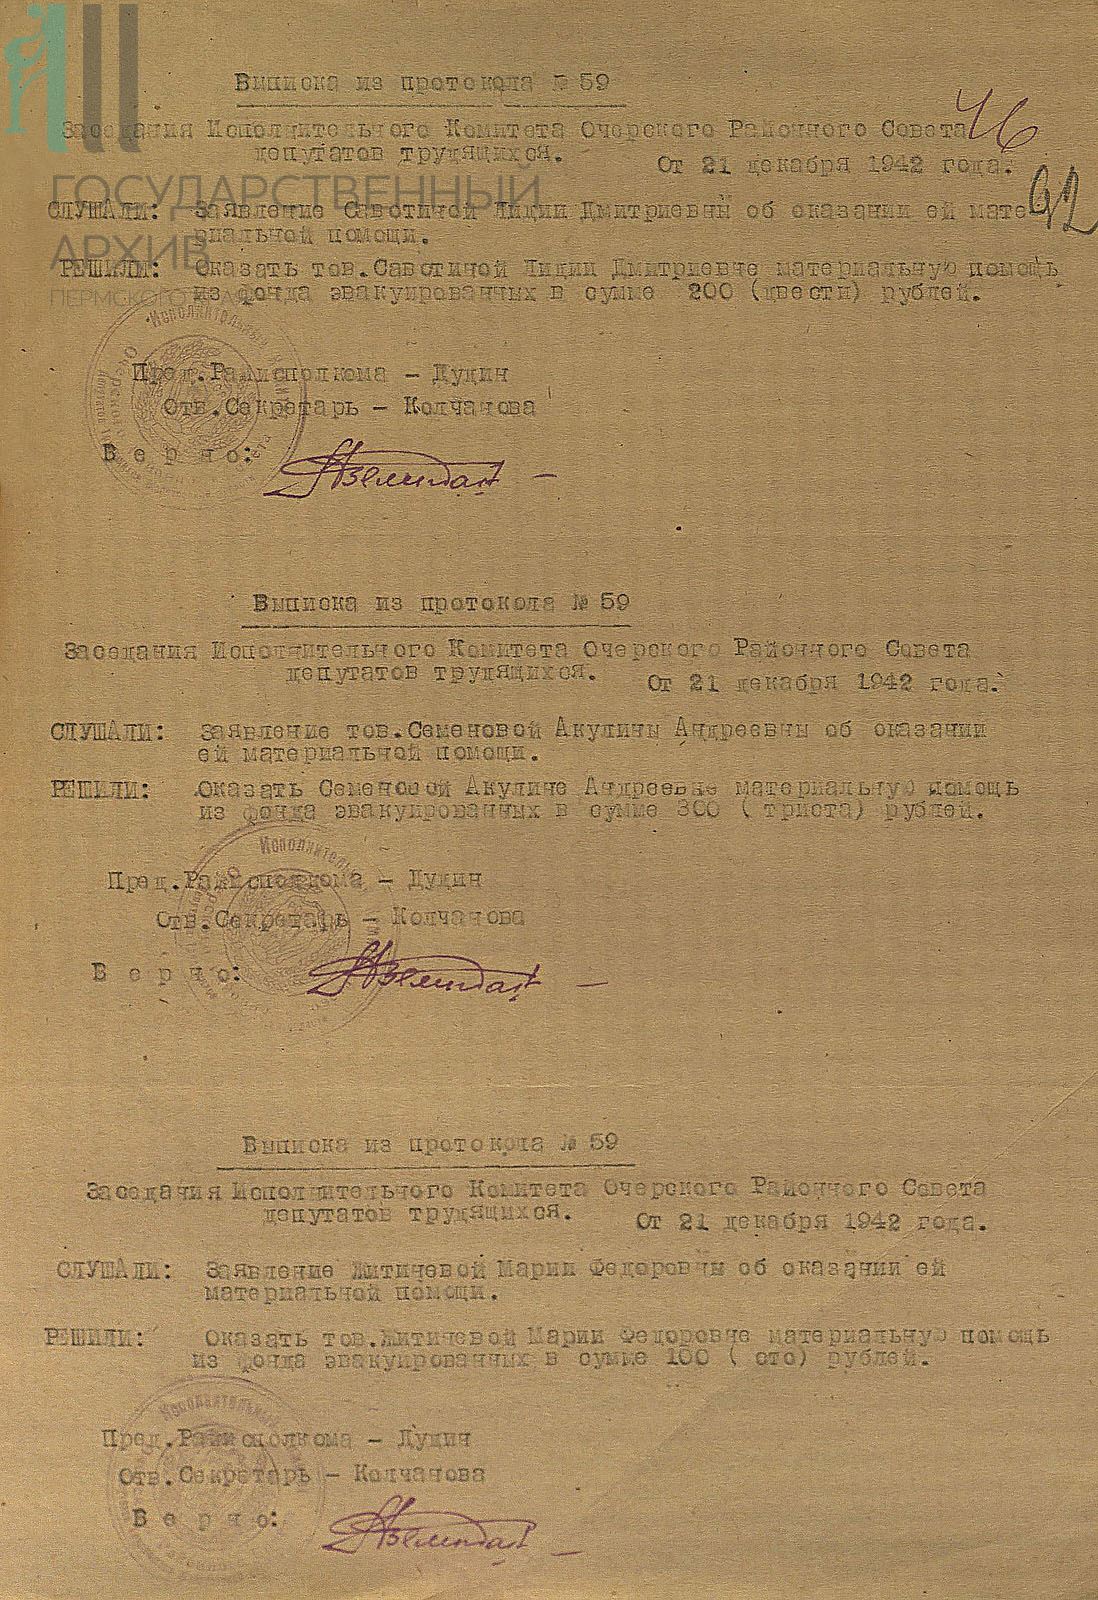 Выписка из протокола № 59
46
Заседания Исполнительного Комитета Очерского Районного Совета
депутатов трудящихся.
От 21 декабря 1942 года.
92
ГОСУДАРСТВЕННЫЙ
АРХИВ
ПЕРМСКОГО
СЛУШАЛИ: Заявление Савотиной Лидии Дмитриевны об оказании ей мате-
риальной помощи.
РЕШИЛИ: Оказать тов.Савотиной Лидии Дмитриевне материальную помощь
из фонда эвакуированных в сумме 200 (двести) рублей.
Пред.Райисполкома - Дудин
Отв.Секретарь - Колчанова
В е р н о:
Выписка из протокола № 59
Заседания Исполнительного Комитета Очерского Районного Совета
депутатов трудящихся.
От 21 декабря 1942 года.
СЛУШАЛИ: Заявление тов.Семеновой Акулины Андреевны об оказании
ей материальной помощи.
РЕШИЛИ: Оказать Семеновой Акулине Андреевне материальную помощь
из фонда эвакуированных в сумме 300 ( триста) рублей.
Исполнительный
Пред.Райисполкома - Дудин
Отв.Секретарь - Колчанова
В е р н о:
Выписка из протокола № 59
Заседания Исполнительного Комитета Очерского Районного Совета
депутатов трудящихся.
От 21 декабря 1942 года.
СЛУШАЛИ: Заявление Житичевой Марии Федоровны об оказании ей
материальной помощи.
РЕШИЛИ: Оказать тов.Житичевой Марии Федоровне материальную помощь
из фонда эвакуированных в сумме 100 ( сто) рублей.
Исполнительный
Пред.Райисполкома - Дудин
Отв.Секретарь - Колчанова
В е р н о: